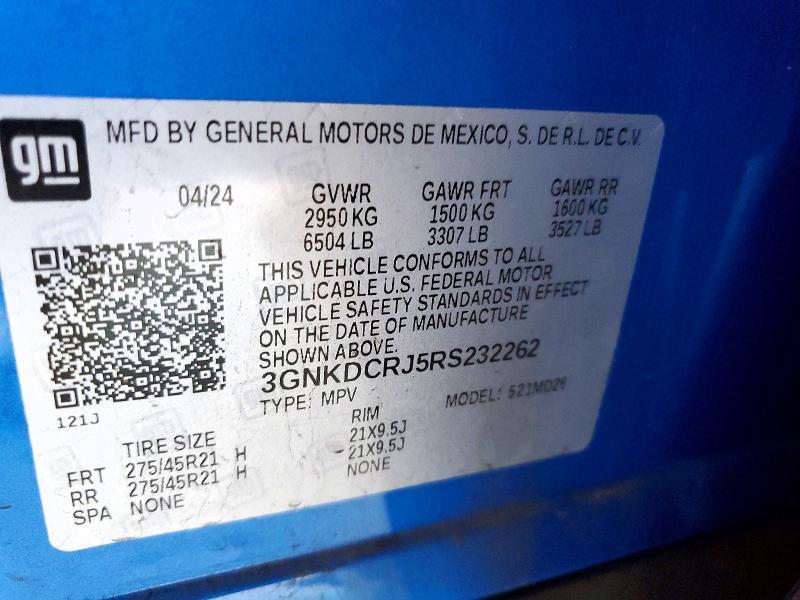 gm
MFD BY GENERAL MOTORS DE MEXICO, S. DE R.L. DE C.V.
04/24 GVWR GAWR FRT GAWR RR
2950 KG 1500 KG 1600 KG
6504 LB 3307 LB 3527 LB
THIS VEHICLE CONFORMS TO ALL
APPLICABLE U.S. FEDERAL MOTOR
VEHICLE SAFETY STANDARDS IN EFFECT
ON THE DATE OF MANUFACTURE
SHOWN ABOVE.
3GNKDCRJ5RS232262
TYPE: MPV MODEL: 521MD26
121J
TIRE SIZE RIM
FRT 275/45R21 H 21X9.5J
RR 275/45R21 H 21X9.5J
SPA NONE NONE